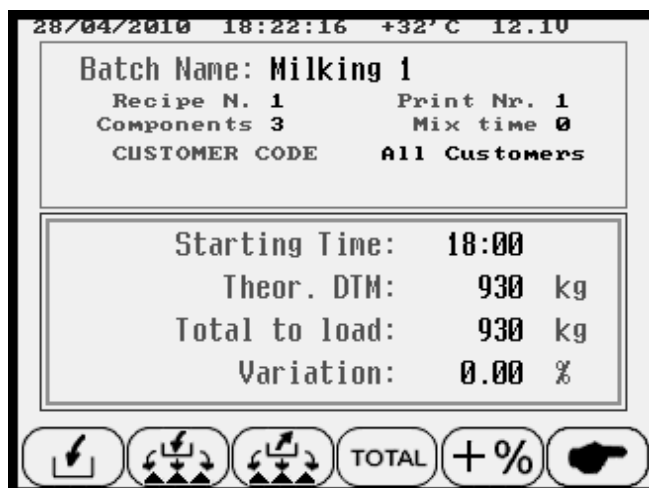 28/04/2010 18:22:16 +32'C 12.1V
Batch Name: Milking 1
Recipe N. 1 Print Nr. 1
Components 3 Mix time 0
CUSTOMER CODE All Customers
Starting Time: 18:00
Theor. DTM: 930 kg
Total to load: 930 kg
Variation: 0.00 %
TOTAL +%